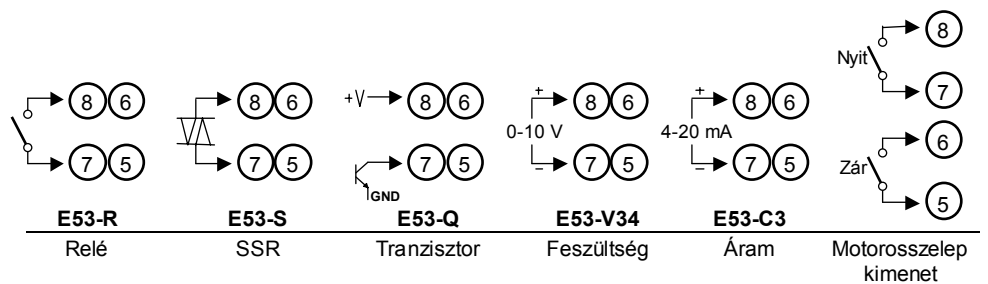 8 6 8 6 +V 8 6 + 8 6 + 8 6 Nyit 8
0-10 V 4-20 mA 7
7 5 7 5 7 5 – 7 5 – 7 5 Zár 6
GND 5
E53-R E53-S E53-Q E53-V34 E53-C3
Relé SSR Tranzisztor Feszültség Áram Motorosszelep
kimenet